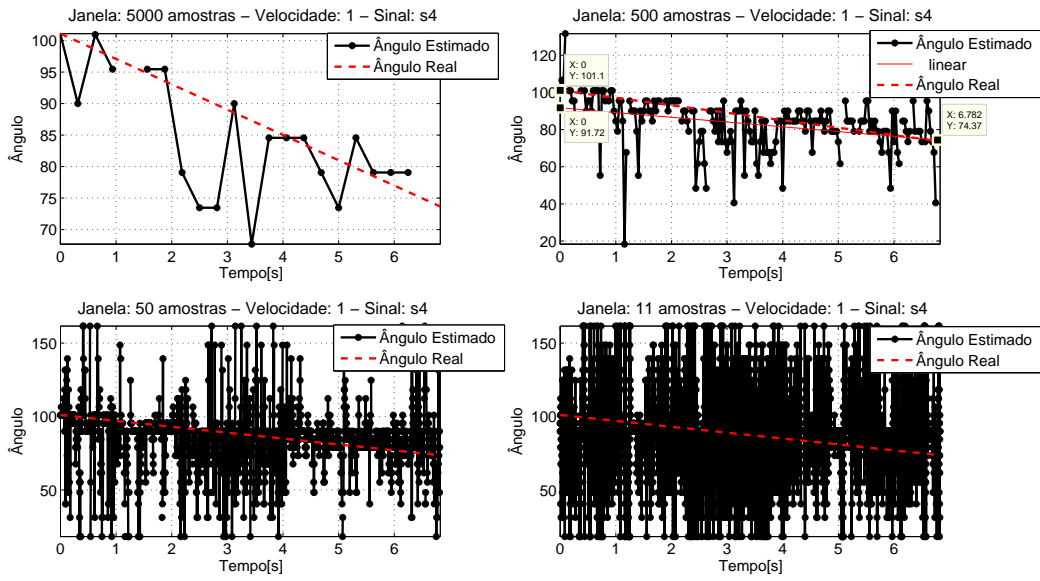 Janela: 5000 amostras – Velocidade: 1 – Sinal: s4
Ângulo
100
95
90
85
80
75
70
0 1 2 3 4 5 6
Tempo[s]
Ângulo Estimado
Ângulo Real
Janela: 500 amostras – Velocidade: 1 – Sinal: s4
Ângulo
120
100
80
60
40
20
0 1 2 3 4 5 6
Tempo[s]
Ângulo Estimado
linear
Ângulo Real
X: 0
Y: 101.1
X: 0
Y: 91.72
X: 6.782
Y: 74.37
Janela: 50 amostras – Velocidade: 1 – Sinal: s4
Ângulo
150
100
50
0 1 2 3 4 5 6
Tempo[s]
Ângulo Estimado
Ângulo Real
Janela: 11 amostras – Velocidade: 1 – Sinal: s4
Ângulo
150
100
50
0 1 2 3 4 5 6
Tempo[s]
Ângulo Estimado
Ângulo Real